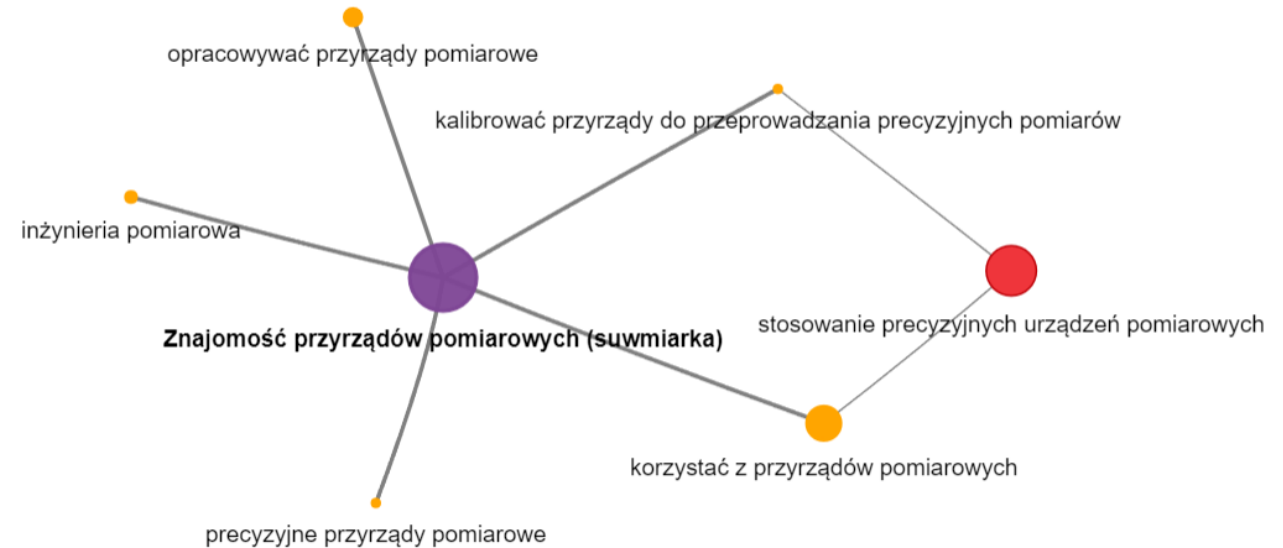 opracowywać przyrządy pomiarowe
kalibrować przyrządy do przeprowadzania precyzyjnych pomiarów
inżynieria pomiarowa
stosowanie precyzyjnych urządzeń pomiarowych
Znajomość przyrządów pomiarowych (suwmiarka)
korzystać z przyrządów pomiarowych
precyzyjne przyrządy pomiarowe